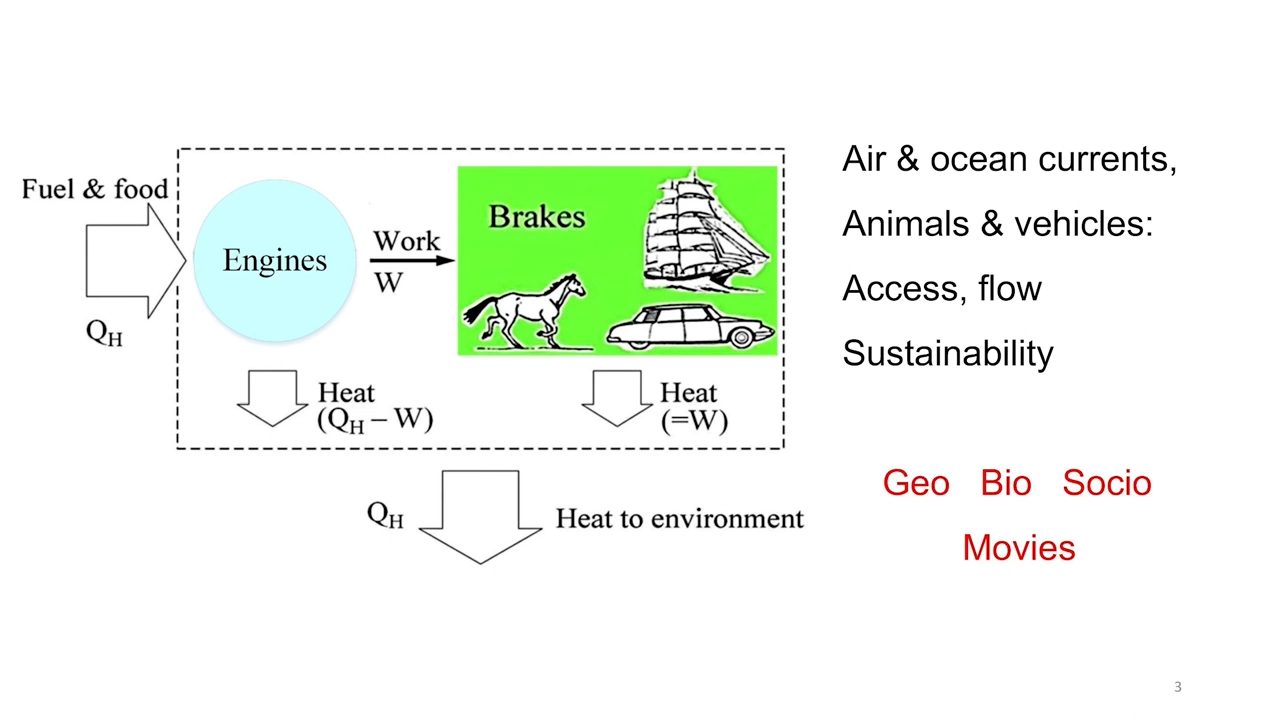 Fuel & food
Q_H
Engines
Work
W
Brakes
Heat
(Q_H – W)
Heat
(=W)
Q_H
Heat to environment
Air & ocean currents,
Animals & vehicles:
Access, flow
Sustainability
Geo Bio Socio
Movies
3